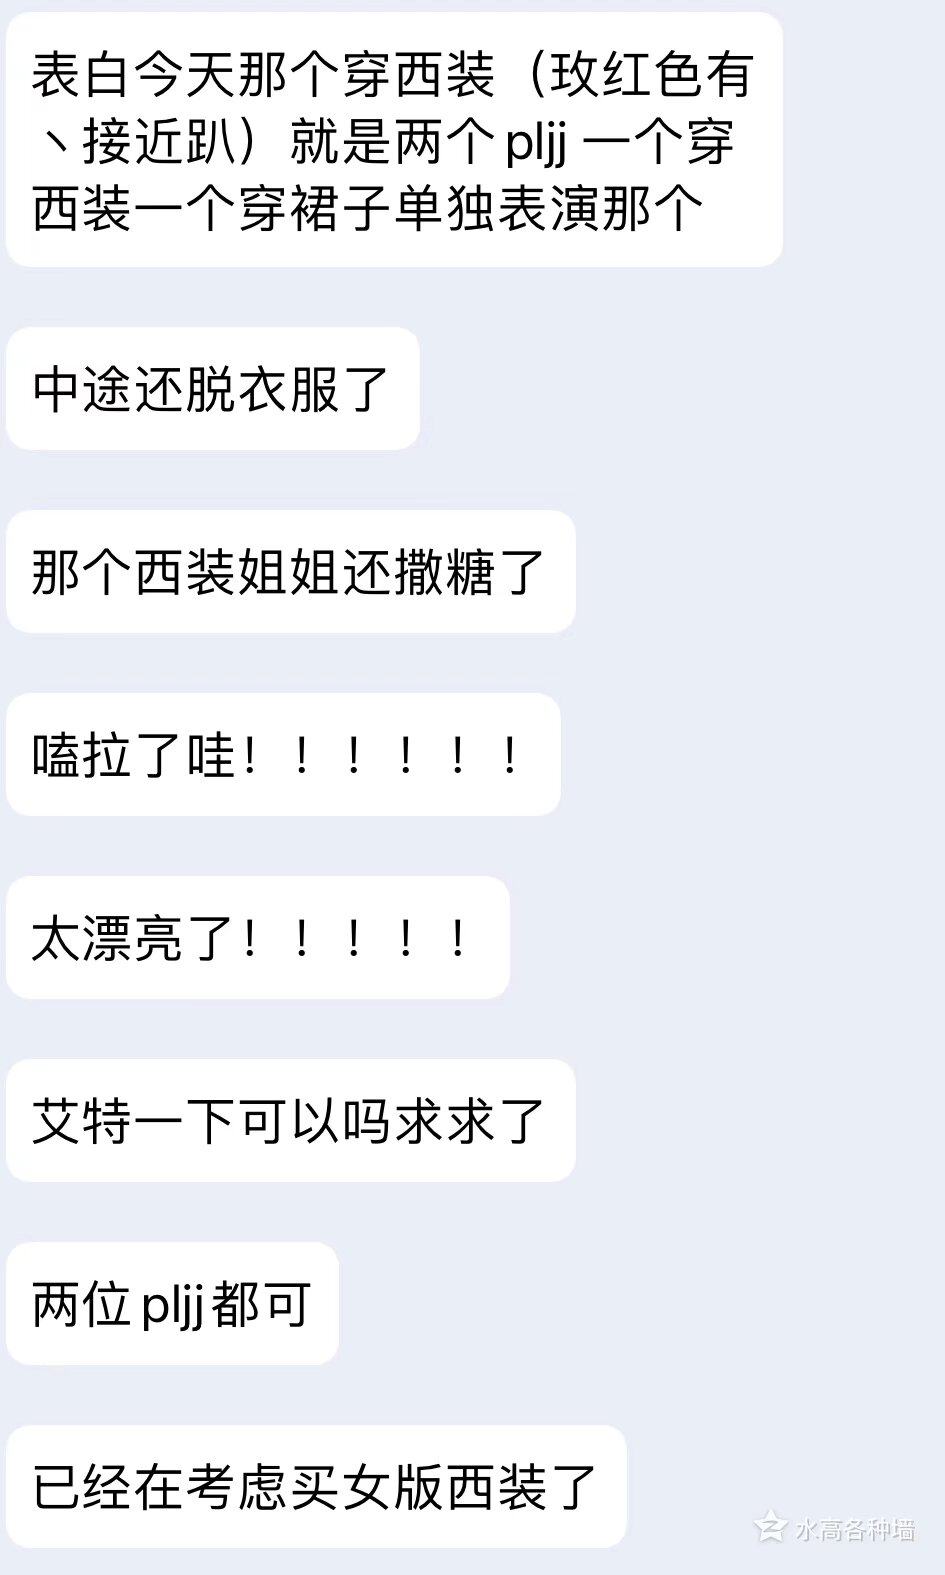 表白今天那个穿西装（玫红色有
丶接近趴）就是两个pljj 一个穿
西装一个穿裙子单独表演那个
中途还脱衣服了
那个西装姐姐还撒糖了
嗑拉了哇！！！！！！
太漂亮了！！！！！
艾特一下可以吗求求了
两位pljj都可
已经在考虑买女版西装了
水高各种墙